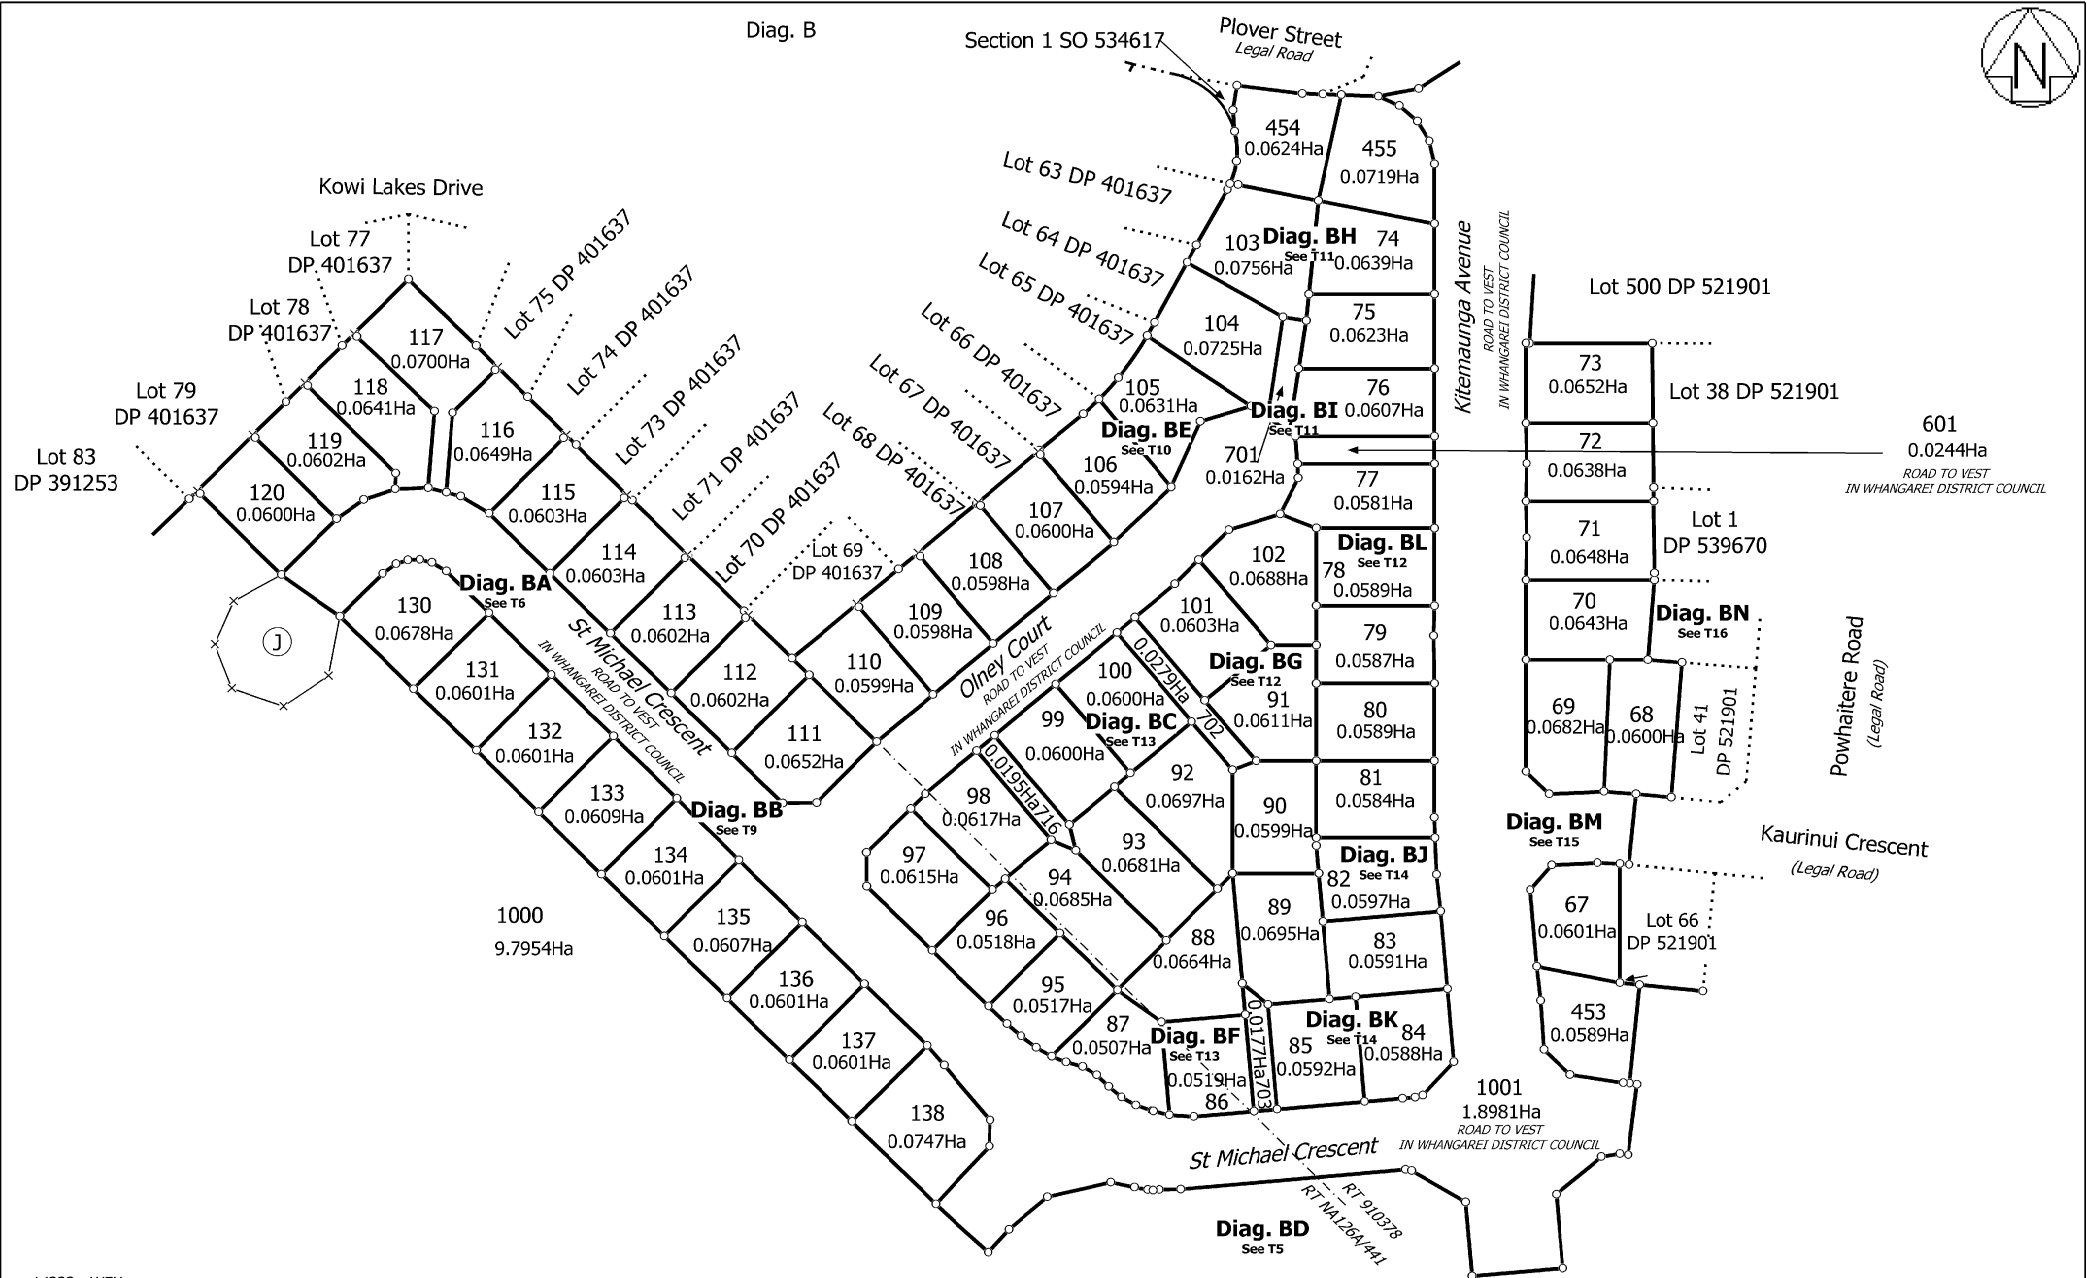 Diag. B
Section 1 SO 534617
Plover Street
Legal Road
N
454
0.0624Ha
455
0.0719Ha
Lot 63 DP 401637
Lot 64 DP 401637
Lot 65 DP 401637
Lot 66 DP 401637
Lot 67 DP 401637
Lot 68 DP 401637
Lot 69
DP 401637
Lot 70 DP 401637
Lot 71 DP 401637
Lot 73 DP 401637
Lot 74 DP 401637
Lot 75 DP 401637
Kowi Lakes Drive
Lot 77
DP 401637
Lot 78
DP 401637
Lot 79
DP 401637
Lot 83
DP 391253
117
0.0700Ha
118
0.0641Ha
119
0.0602Ha
120
0.0600Ha
116
0.0649Ha
115
0.0603Ha
114
0.0603Ha
113
0.0602Ha
112
0.0602Ha
111
0.0652Ha
110
0.0599Ha
109
0.0598Ha
108
0.0598Ha
107
0.0600Ha
106
0.0594Ha
105
0.0631Ha
104
0.0725Ha
103
0.0756Ha
Diag. BH
See T11
74
0.0639Ha
75
0.0623Ha
76
0.0607Ha
Diag. BI
See T11
Diag. BE
See T10
701
0.0162Ha
77
0.0581Ha
Kitemaunga Avenue
ROAD TO VEST
IN WHANGAREI DISTRICT COUNCIL
Lot 500 DP 521901
73
0.0652Ha
Lot 38 DP 521901
72
0.0638Ha
601
0.0244Ha
ROAD TO VEST
IN WHANGAREI DISTRICT COUNCIL
71
0.0648Ha
Lot 1
DP 539670
70
0.0643Ha
Diag. BN
See T16
69
0.0682Ha
68
0.0600Ha
Lot 41
DP 521901
Powhaitere Road
(Legal Road)
Diag. BM
See T15
Kaurinui Crescent
(Legal Road)
67
0.0601Ha
Lot 66
DP 521901
453
0.0589Ha
102
0.0688Ha
Diag. BL
See T12
78
0.0589Ha
101
0.0603Ha
79
0.0587Ha
Diag. BG
See T12
0.0279Ha
702
100
0.0600Ha
91
0.0611Ha
80
0.0589Ha
99
0.0600Ha
Diag. BC
See T13
92
0.0697Ha
81
0.0584Ha
90
0.0599Ha
98
0.0617Ha
0.0195Ha
716
93
0.0681Ha
Diag. BJ
See T14
82
0.0597Ha
97
0.0615Ha
94
0.0685Ha
89
0.0695Ha
96
0.0518Ha
88
0.0664Ha
83
0.0591Ha
95
0.0517Ha
87
0.0507Ha
Diag. BF
See T13
0.0519Ha
86
0.0177Ha
703
Diag. BK
See T14
85
0.0592Ha
84
0.0588Ha
1001
1.8981Ha
ROAD TO VEST
IN WHANGAREI DISTRICT COUNCIL
St Michael Crescent
Diag. BD
See T5
RT 910378
RT NA126A/441
Olney Court
ROAD TO VEST
IN WHANGAREI DISTRICT COUNCIL
Diag. BA
See T6
St Michael Crescent
ROAD TO VEST
IN WHANGAREI DISTRICT COUNCIL
Diag. BB
See T9
J
130
0.0678Ha
131
0.0601Ha
132
0.0601Ha
133
0.0609Ha
134
0.0601Ha
135
0.0607Ha
136
0.0601Ha
137
0.0601Ha
138
0.0747Ha
1000
9.7954Ha